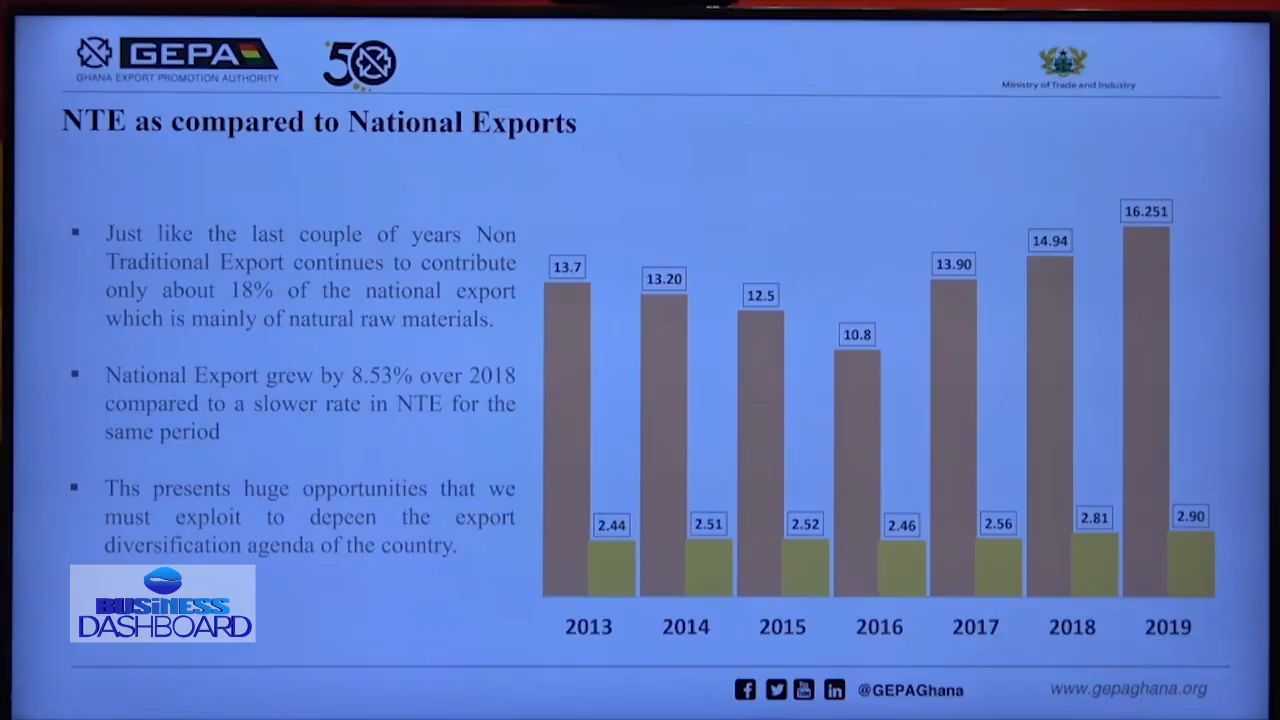 GEPA
GHANA EXPORT PROMOTION AUTHORITY
50
Ministry of Trade and Industry
NTE as compared to National Exports
Just like the last couple of years Non
Traditional Export continues to contribute
only about 18% of the national export
which is mainly of natural raw materials.
National Export grew by 8.53% over 2018
compared to a slower rate in NTE for the
same period
Ths presents huge opportunities that we
must exploit to depeen the export
diversification agenda of the country.
13.7
13.20
12.5
10.8
13.90
14.94
16.251
2.44
2.51
2.52
2.46
2.56
2.81
2.90
2013 2014 2015 2016 2017 2018 2019
BUSiNESS
DASHBOARD
You Tube
@GEPAGhana
www.gepaghana.org